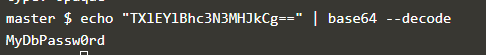 master $ echo "TXlEYlBhc3N3MHJkCg==" | base64 --decode
MyDbPassw0rd